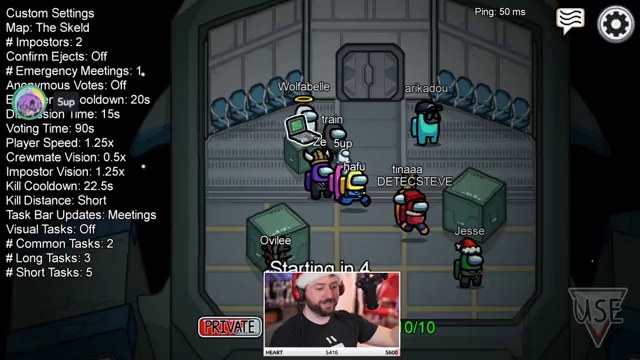 Custom Settings
Map: The Skeld
# Impostors: 2
Confirm Ejects: Off
# Emergency Meetings: 1
Anonymous Votes: Off
ooldown: 20s
5up
Discussion Time: 15s
Voting Time: 90s
Player Speed: 1.25x
Crewmate Vision: 0.5x
Impostor Vision: 1.25x
Kill Cooldown: 22.5s
Kill Distance: Short
Task Bar Updates: Meetings
Visual Tasks: Off
# Common Tasks: 2
# Long Tasks: 3
# Short Tasks: 5
Ping: 50 ms
Wolfabelle
arikadou
train
Ze
5up
hafu
tinaaa
DETECSTEVE
Jesse
Ovilee
Starting in 4
PRIVATE
10/10
USE
HEART 5416 5600